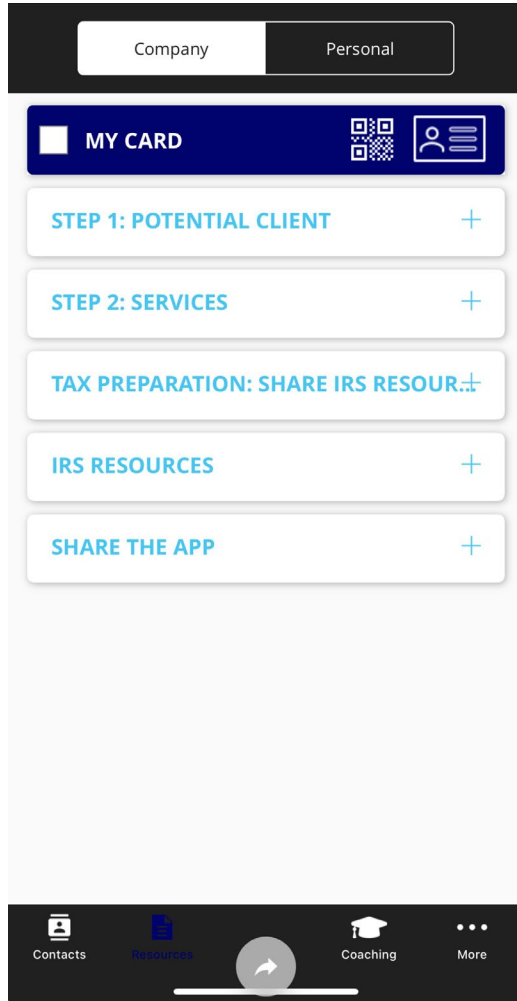 Company
Personal
MY CARD
STEP 1: POTENTIAL CLIENT
STEP 2: SERVICES
TAX PREPARATION: SHARE IRS RESOUR...
IRS RESOURCES
SHARE THE APP
Contacts
Resources
Coaching
More